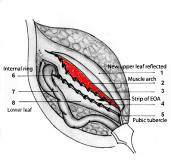 New upper leaf reflected
Internal ring
1
6
Muscle arch
2
7
3
Strip of EOA
8
4
Lower leaf
5
Pubic tubercle